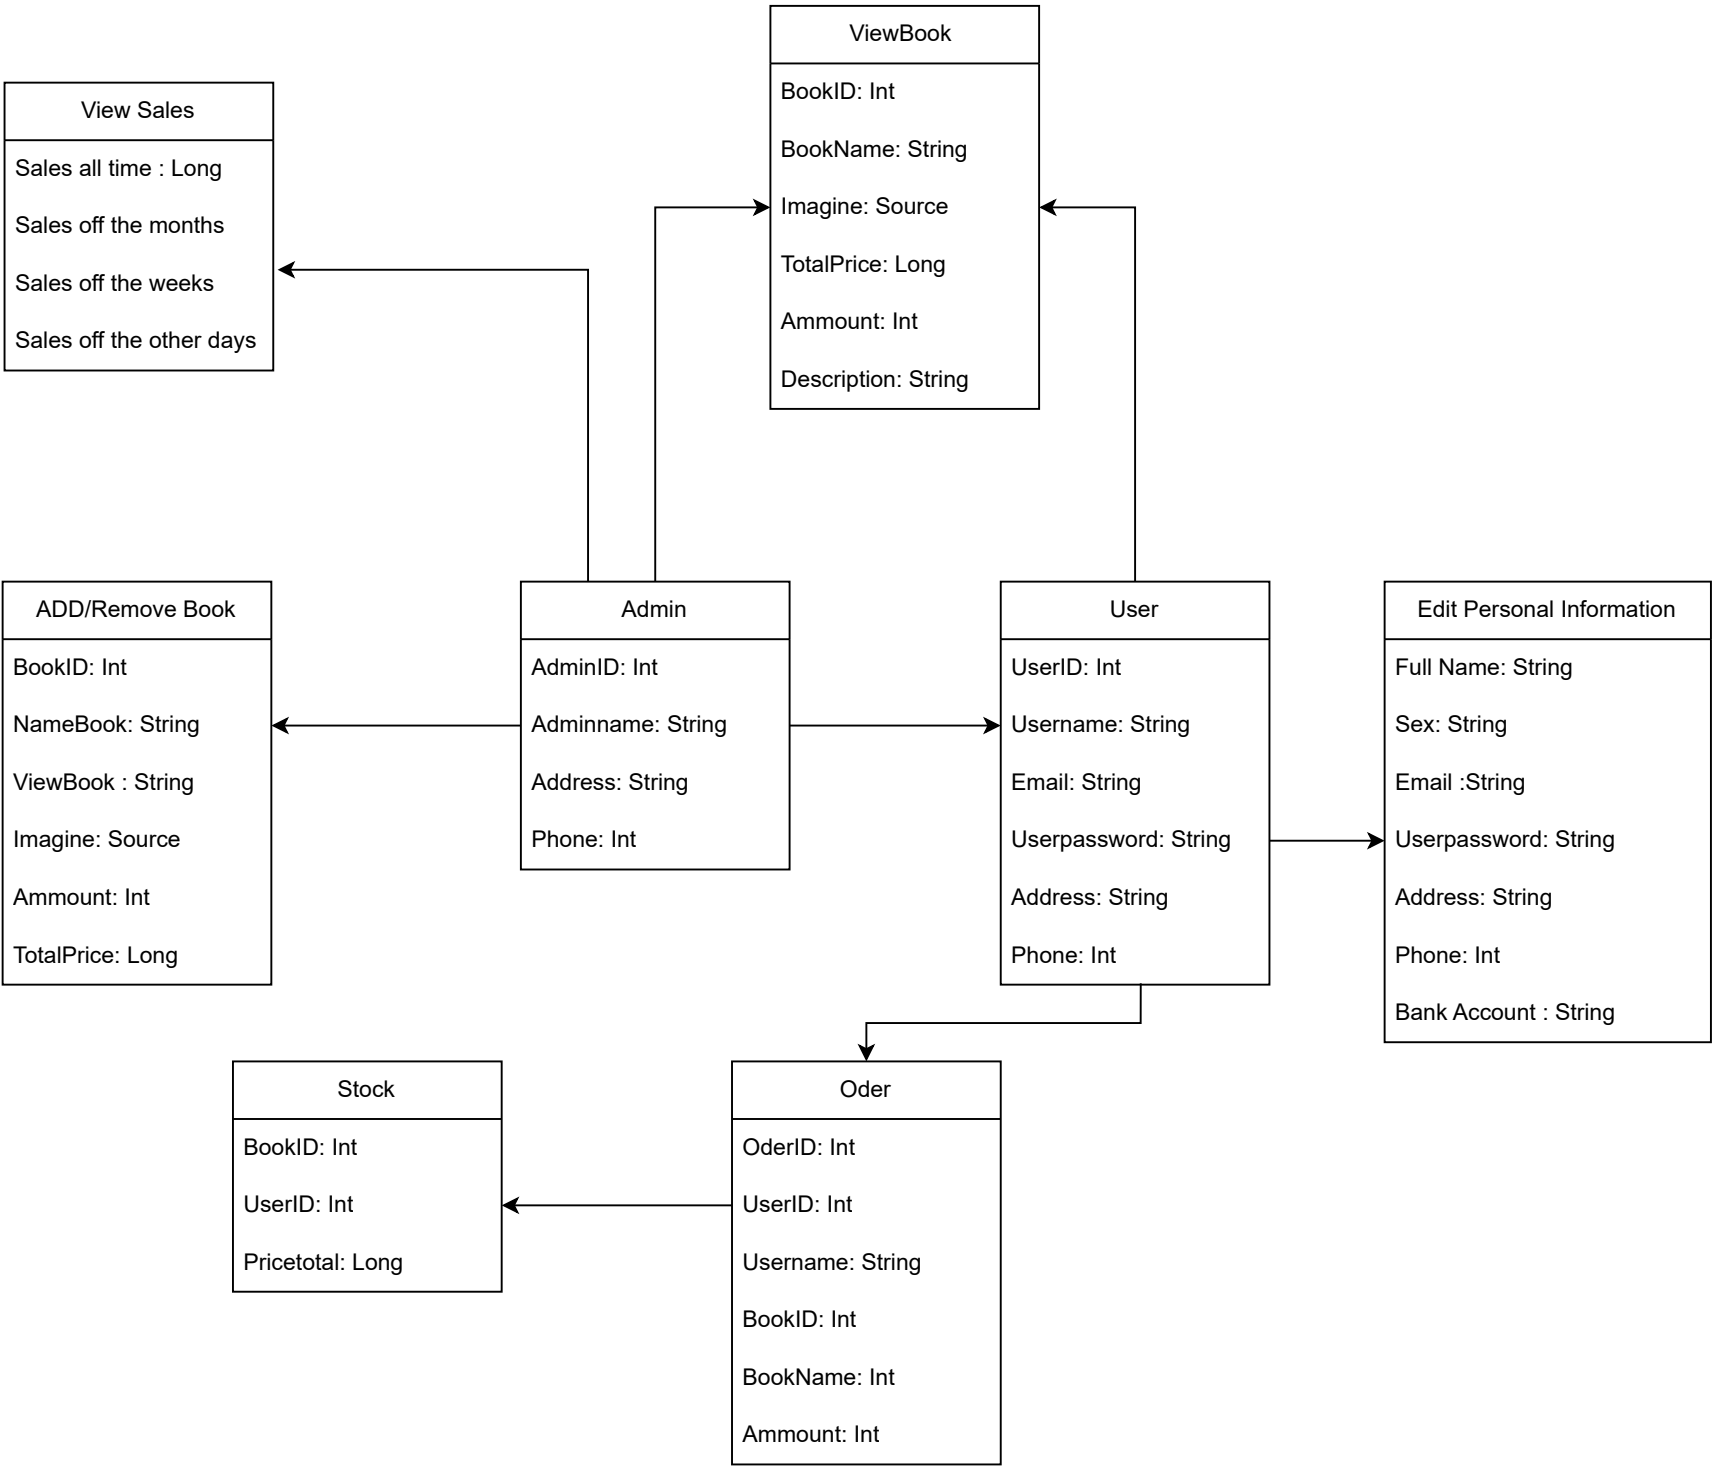 ViewBook
BookID: Int
BookName: String
Imagine: Source
TotalPrice: Long
Ammount: Int
Description: String
View Sales
Sales all time : Long
Sales off the months
Sales off the weeks
Sales off the other days
ADD/Remove Book
BookID: Int
NameBook: String
ViewBook : String
Imagine: Source
Ammount: Int
TotalPrice: Long
Admin
AdminID: Int
Adminname: String
Address: String
Phone: Int
User
UserID: Int
Username: String
Email: String
Userpassword: String
Address: String
Phone: Int
Edit Personal Information
Full Name: String
Sex: String
Email :String
Userpassword: String
Address: String
Phone: Int
Bank Account : String
Stock
BookID: Int
UserID: Int
Pricetotal: Long
Oder
OderID: Int
UserID: Int
Username: String
BookID: Int
BookName: Int
Ammount: Int